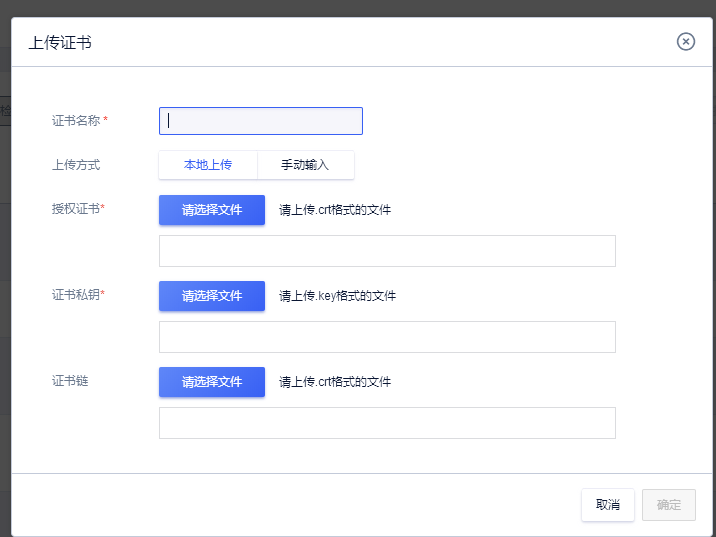 上传证书
检
证书名称 *
上传方式 本地上传 手动输入
授权证书* 请选择文件 请上传.crt格式的文件
证书私钥* 请选择文件 请上传.key格式的文件
证书链 请选择文件 请上传.crt格式的文件
取消 确定